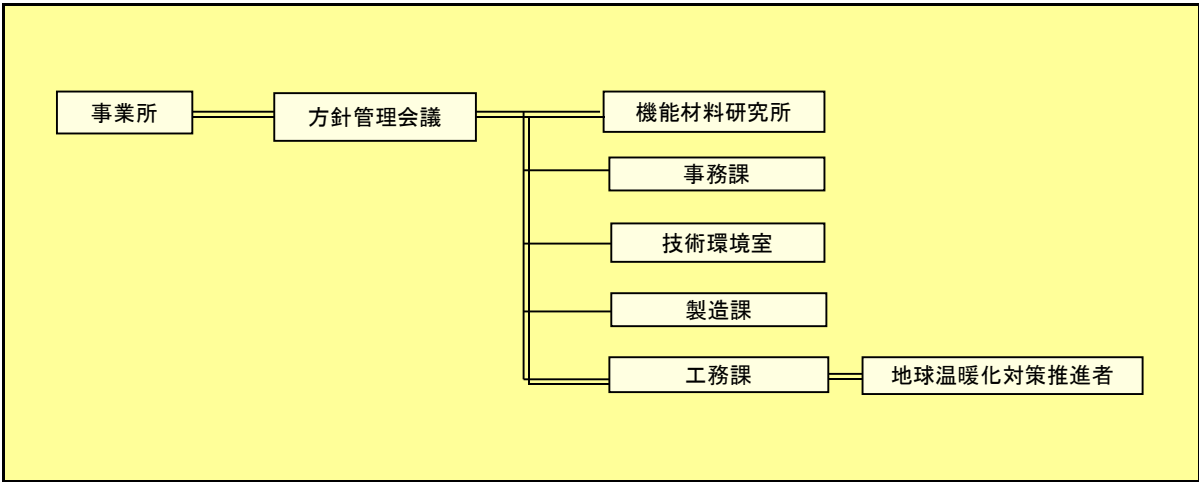 事業所
方針管理会議
機能材料研究所
事務課
技術環境室
製造課
工務課
地球温暖化対策推進者